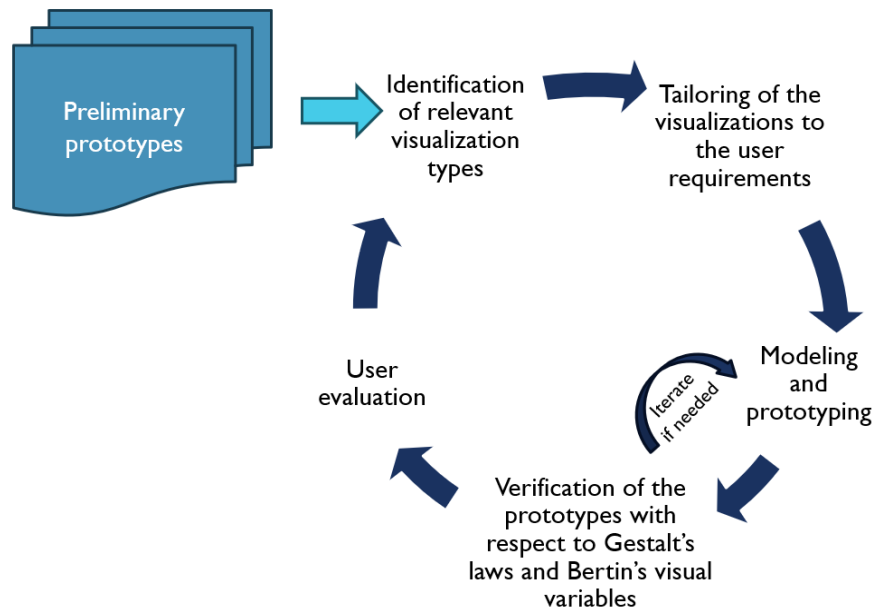 Preliminary
prototypes
Identification
of relevant
visualization
types
Tailoring of the
visualizations to
the user
requirements
Modeling
and
prototyping
Iterate
if needed
Verification of the
prototypes with
respect to Gestalt's
laws and Bertin's visual
variables
User
evaluation